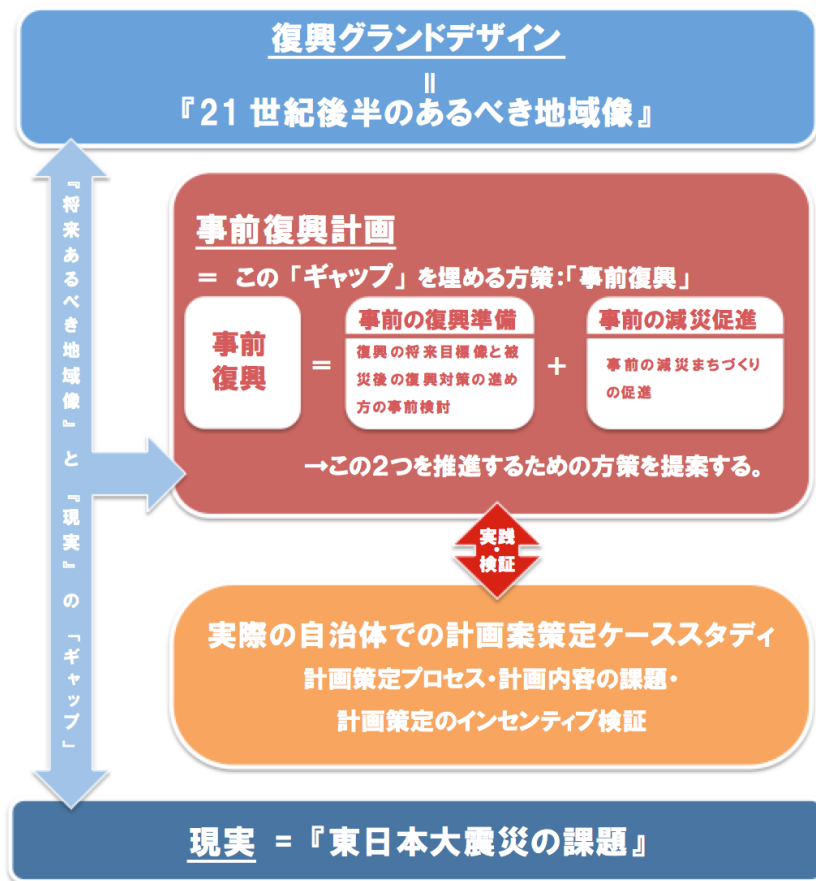 復興グランドデザイン
＝
『21世紀後半のあるべき地域像』
『将来あるべき地域像』と『現実』の「ギャップ」
事前復興計画
＝ この「ギャップ」を埋める方策：「事前復興」
事前
復興
＝
事前の復興準備
復興の将来目標像と被
災後の復興対策の進め
方の事前検討
＋
事前の減災促進
事前の減災まちづくり
の促進
→この２つを推進するための方策を提案する。
実践
・
検証
実際の自治体での計画案策定ケーススタディ
計画策定プロセス・計画内容の課題・
計画策定のインセンティブ検証
現実 ＝『東日本大震災の課題』